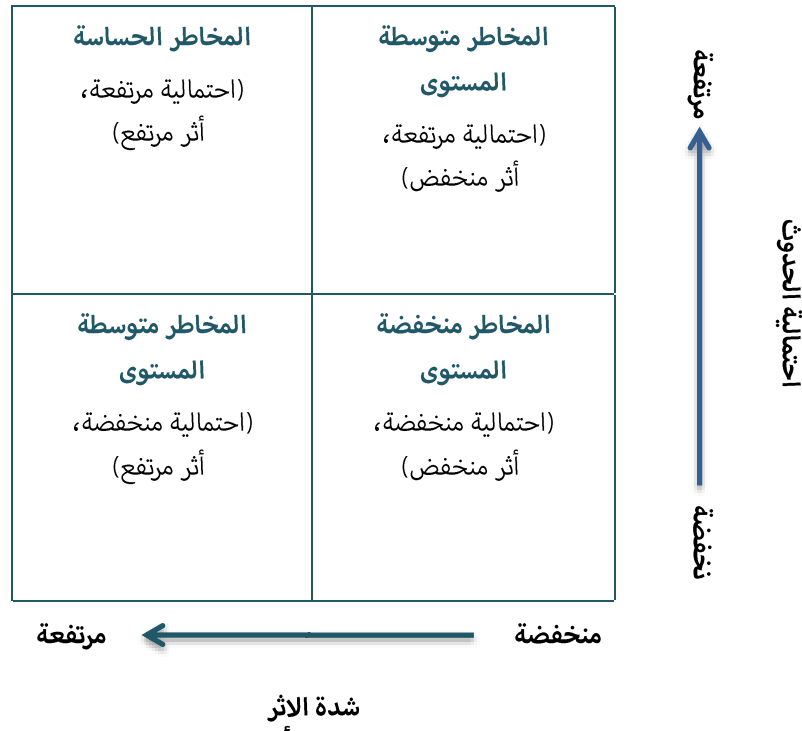 المخاطر متوسطة
المستوى
(احتمالية مرتفعة،
أثر منخفض)
المخاطر الحساسة
(احتمالية مرتفعة،
أثر مرتفع)
المخاطر منخفضة
المستوى
(احتمالية منخفضة،
أثر منخفض)
المخاطر متوسطة
المستوى
(احتمالية منخفضة،
أثر مرتفع)
مرتفعة
احتمالية الحدوث
نخفضة
منخفضة
مرتفعة
شدة الاثر